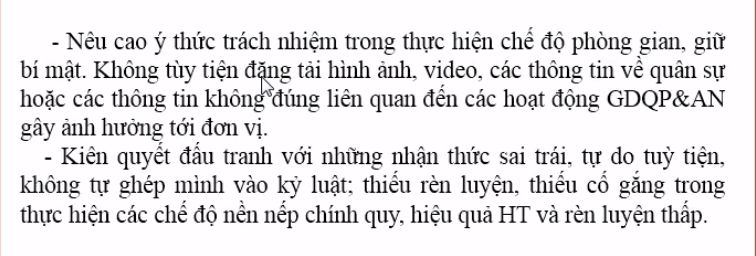 - Nêu cao ý thức trách nhiệm trong thực hiện chế độ phòng gian, giữ
bí mật. Không tùy tiện đăng tải hình ảnh, video, các thông tin về quân sự
hoặc các thông tin không đúng liên quan đến các hoạt động GDQP&AN
gây ảnh hưởng tới đơn vị.
- Kiên quyết đấu tranh với những nhận thức sai trái, tự do tuỳ tiện,
không tự ghép mình vào kỷ luật; thiếu rèn luyện, thiếu cố gắng trong
thực hiện các chế độ nền nếp chính quy, hiệu quả HT và rèn luyện thấp.